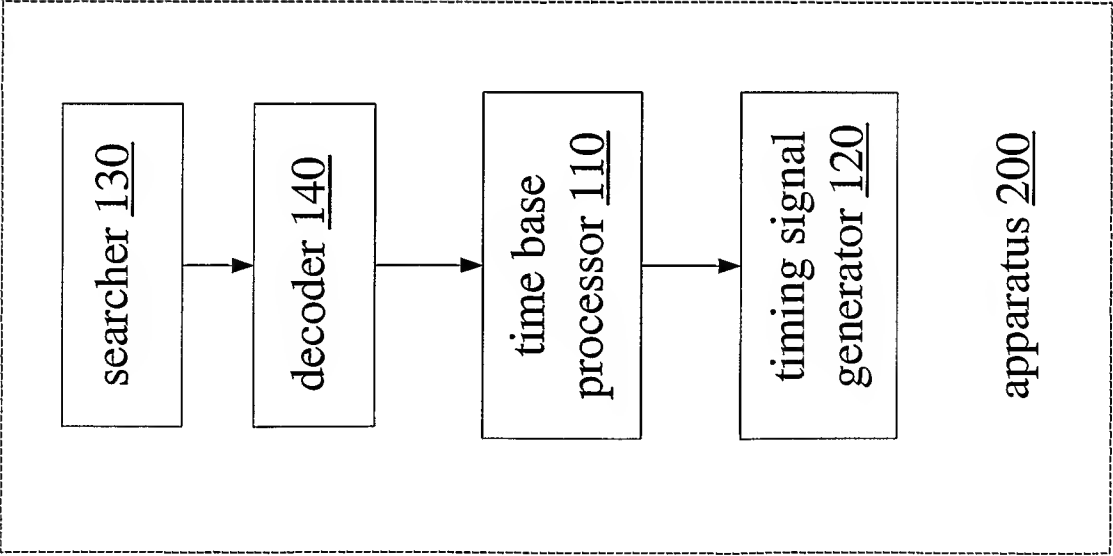 searcher 130
decoder 140
time base
processor 110
timing signal
generator 120
apparatus 200